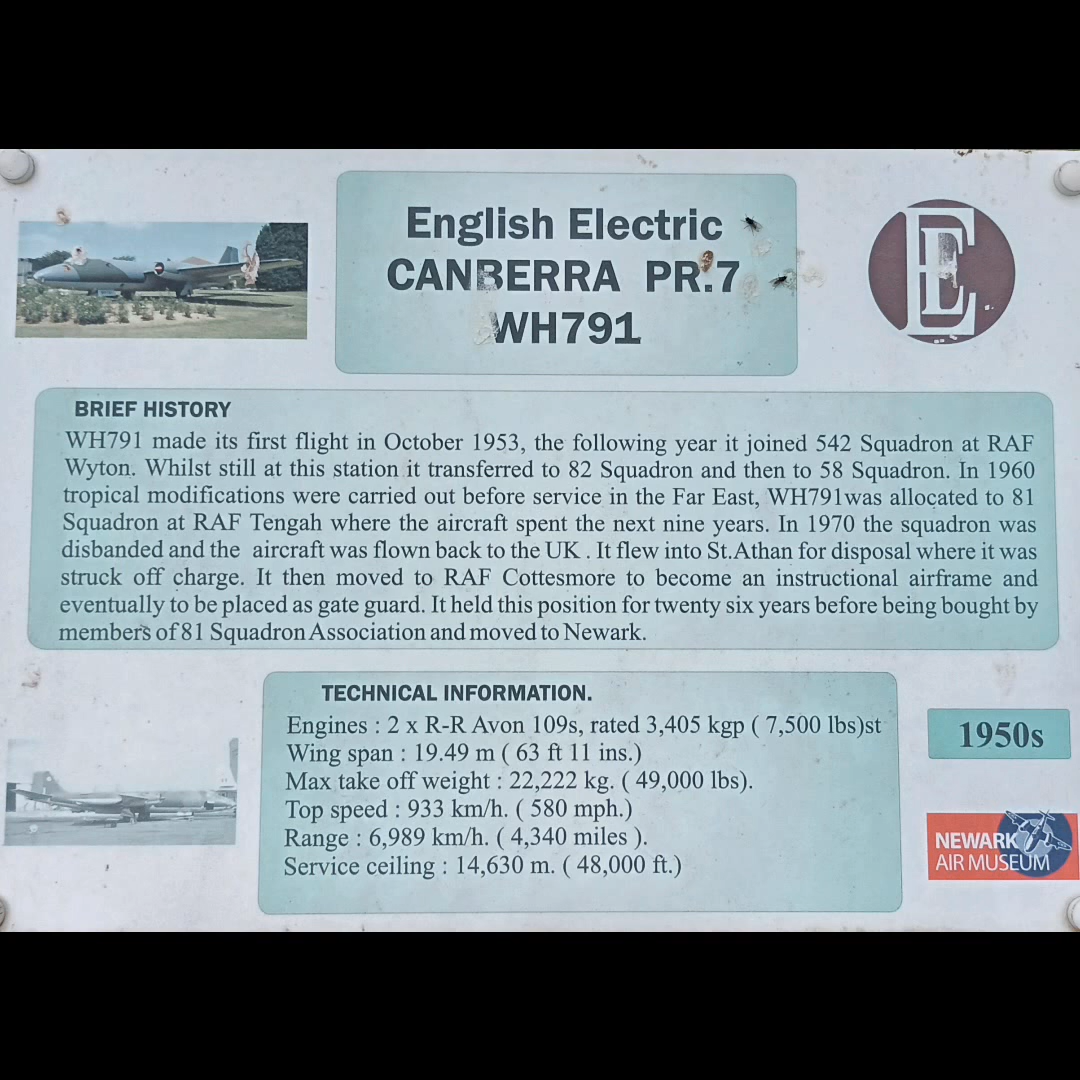 English Electric
CANBERRA PR.7
WH791
E
BRIEF HISTORY
WH791 made its first flight in October 1953, the following year it joined 542 Squadron at RAF
Wyton. Whilst still at this station it transferred to 82 Squadron and then to 58 Squadron. In 1960
tropical modifications were carried out before service in the Far East, WH791was allocated to 81
Squadron at RAF Tengah where the aircraft spent the next nine years. In 1970 the squadron was
disbanded and the aircraft was flown back to the UK . It flew into St.Athan for disposal where it was
struck off charge. It then moved to RAF Cottesmore to become an instructional airframe and
eventually to be placed as gate guard. It held this position for twenty six years before being bought by
members of 81 Squadron Association and moved to Newark.
TECHNICAL INFORMATION.
Engines : 2 x R-R Avon 109s, rated 3,405 kgp ( 7,500 lbs)st
Wing span : 19.49 m ( 63 ft 11 ins.)
Max take off weight : 22,222 kg. ( 49,000 lbs).
Top speed : 933 km/h. ( 580 mph.)
Range : 6,989 km/h. ( 4,340 miles ).
Service ceiling : 14,630 m. ( 48,000 ft.)
1950s
NEWARK
AIR MUSEUM